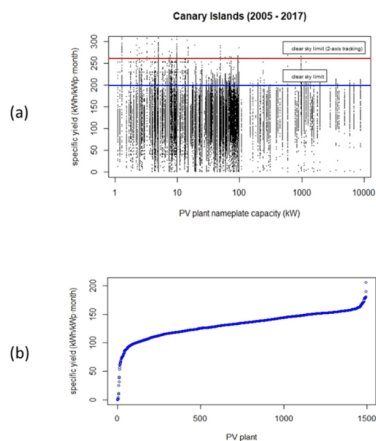 Canary Islands (2005 - 2017)
(a)
specific yield (kWh/kWp month)
300
250
200
150
100
50
0
clear sky limit (2-axis tracking)
clear sky limit
1 10 100 1000 10000
PV plant nameplate capacity (kW)
(b)
specific yield (kWh/kWp month)
200
150
100
50
0
0 500 1000 1500
PV plant